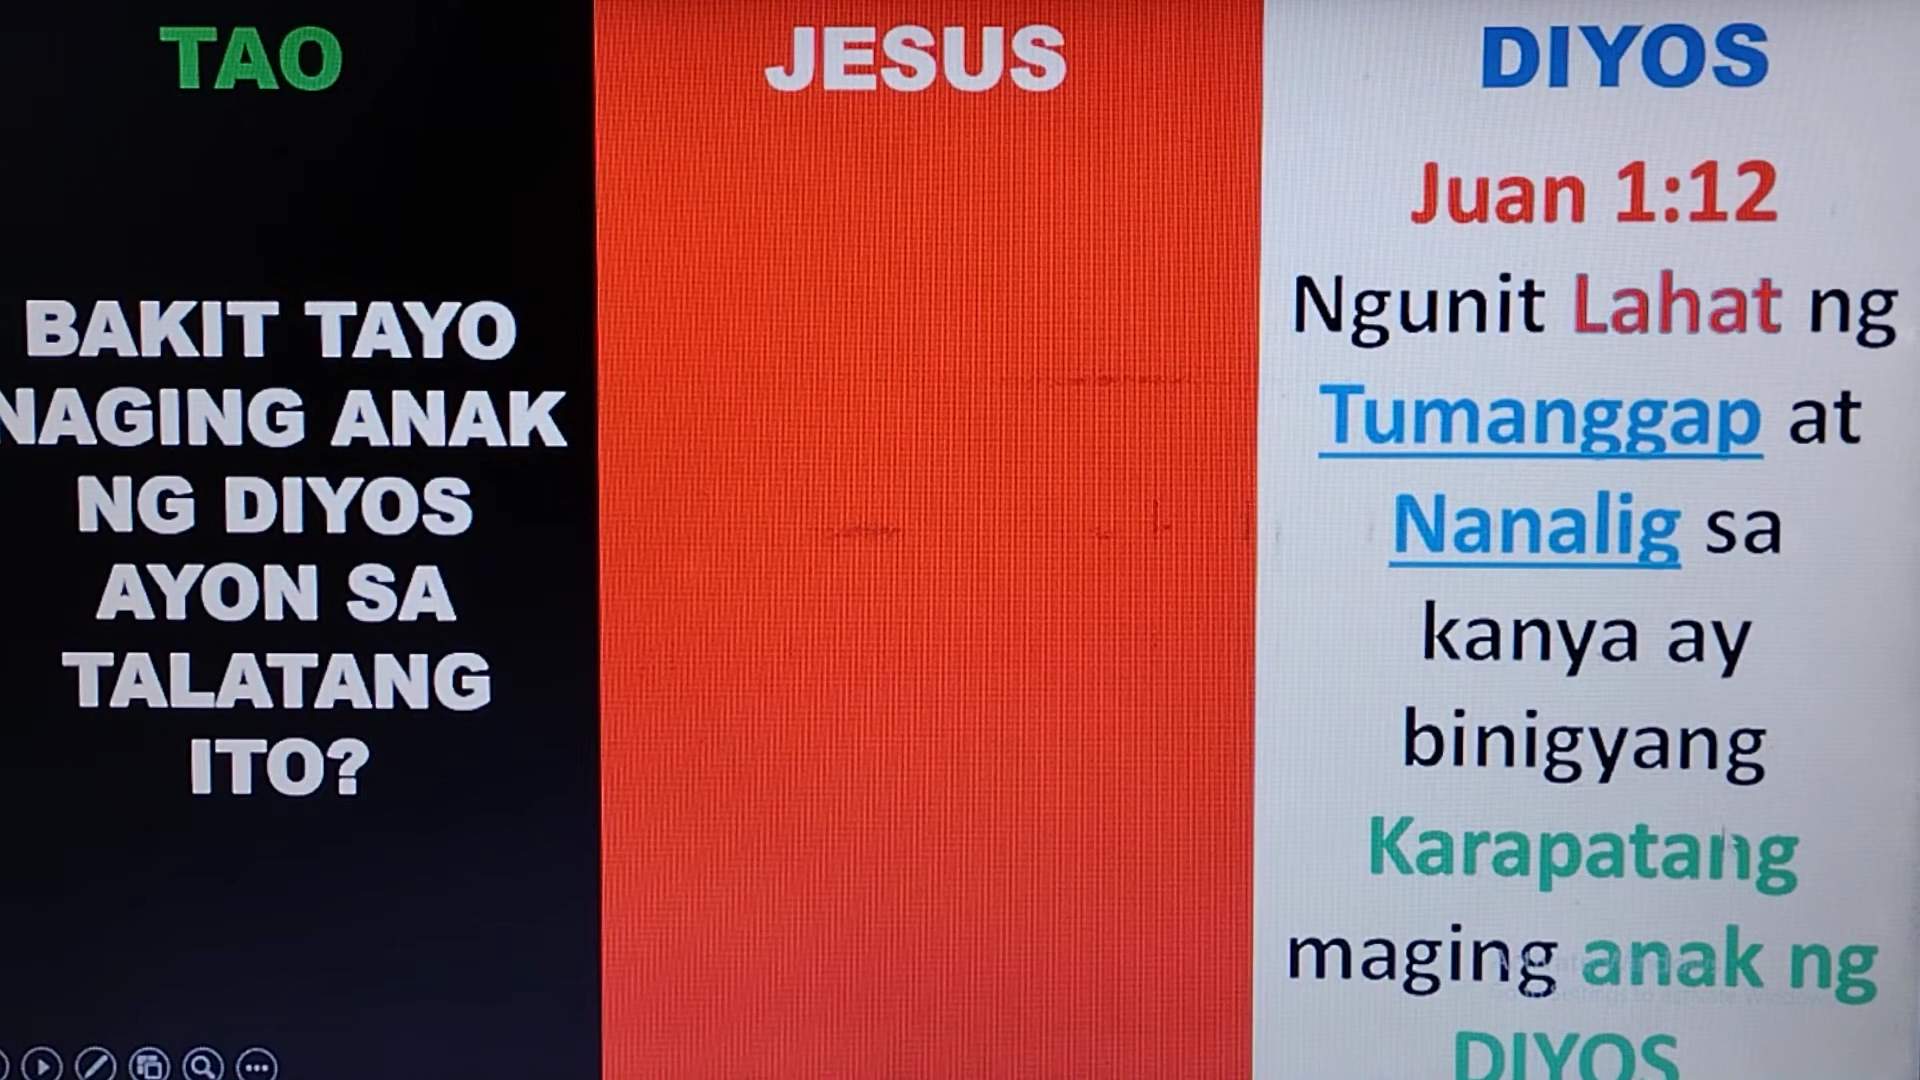 TAO
BAKIT TAYO
NAGING ANAK
NG DIYOS
AYON SA
TALATANG
ITO?
JESUS
DIYOS
Juan 1:12
Ngunit Lahat ng
Tumanggap at
Nanalig sa
kanya ay
binigyang
Karapatang
maging anak ng
DIYOS